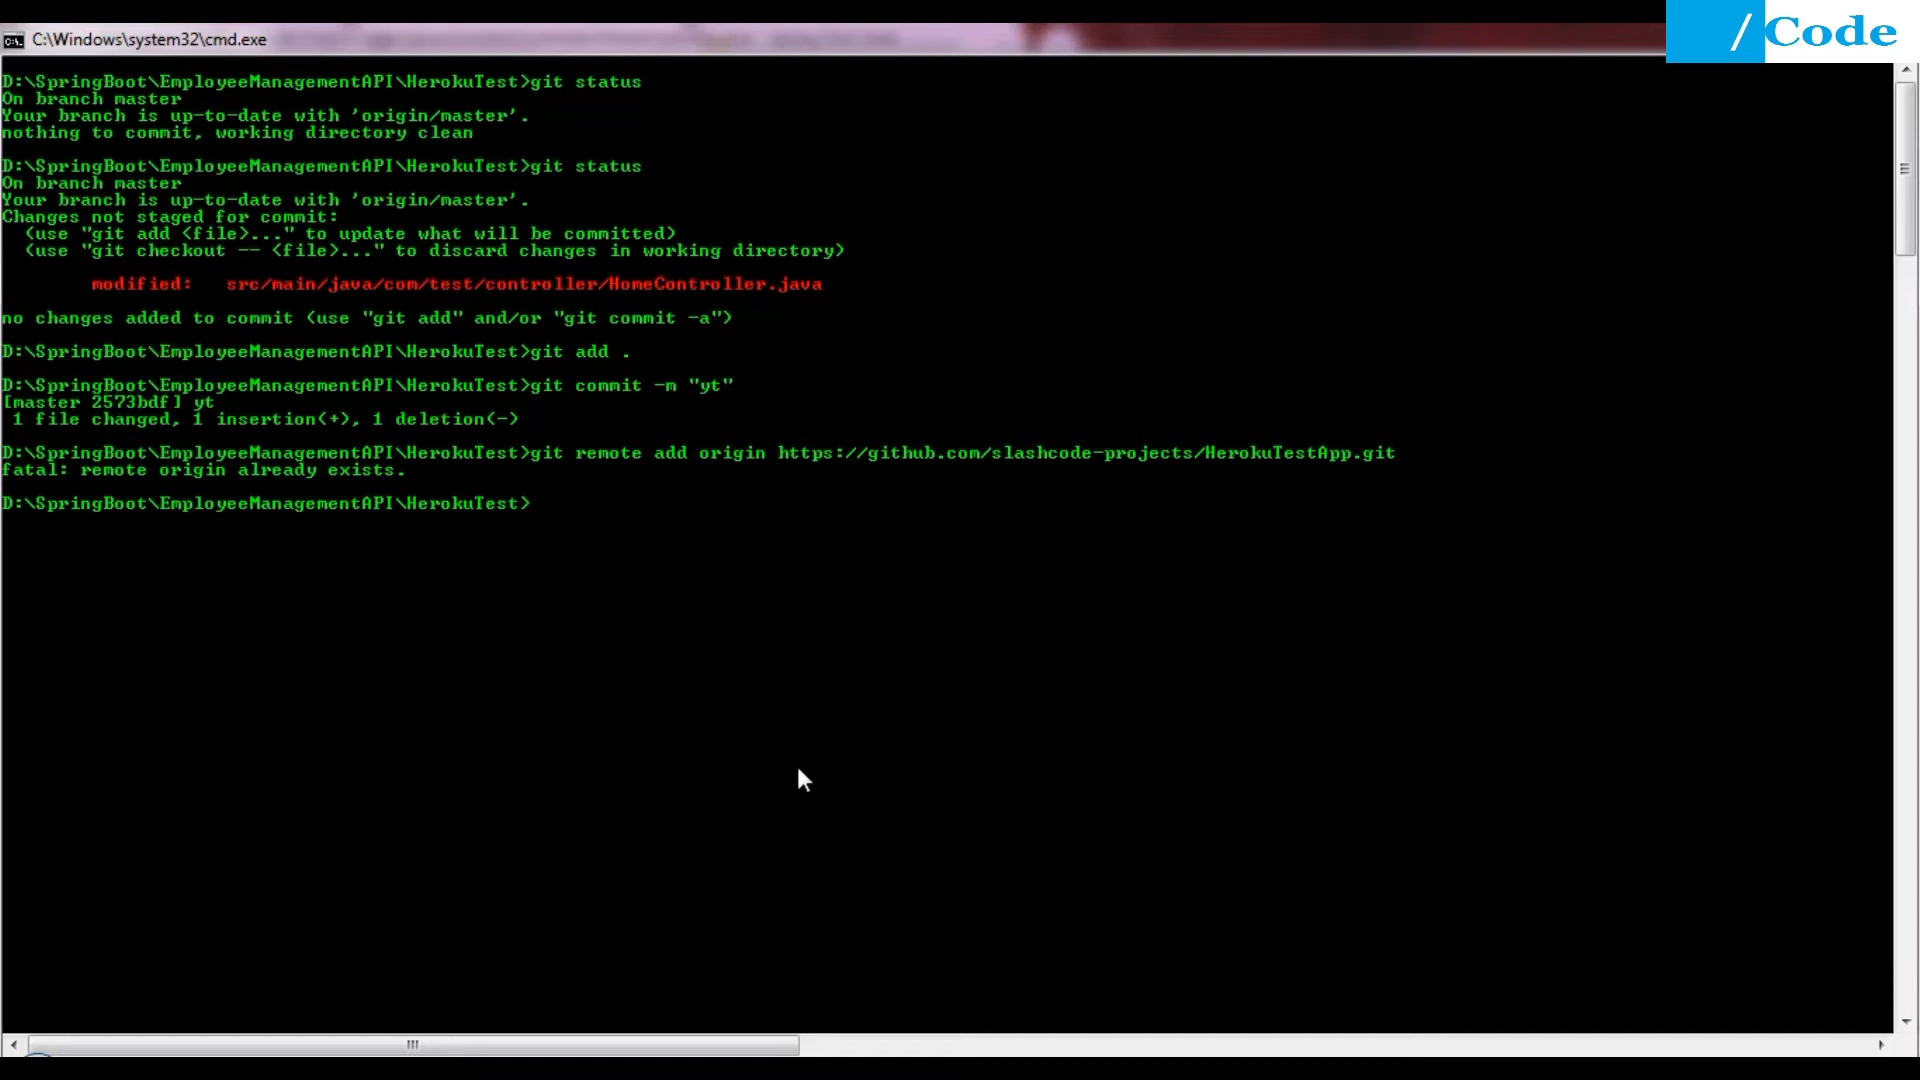 C:\Windows\system32\cmd.exe
/Code
D:\SpringBoot\EmployeeManagementAPI\HerokuTest>git status
On branch master
Your branch is up-to-date with 'origin/master'.
nothing to commit, working directory clean
D:\SpringBoot\EmployeeManagementAPI\HerokuTest>git status
On branch master
Your branch is up-to-date with 'origin/master'.
Changes not staged for commit:
  (use "git add <file>..." to update what will be committed)
  (use "git checkout -- <file>..." to discard changes in working directory)
        modified:   src/main/java/com/test/controller/HomeController.java
no changes added to commit (use "git add" and/or "git commit -a")
D:\SpringBoot\EmployeeManagementAPI\HerokuTest>git add .
D:\SpringBoot\EmployeeManagementAPI\HerokuTest>git commit -m "yt"
[master 2573bdf] yt
 1 file changed, 1 insertion(+), 1 deletion(-)
D:\SpringBoot\EmployeeManagementAPI\HerokuTest>git remote add origin https://github.com/slashcode-projects/HerokuTestApp.git
fatal: remote origin already exists.
D:\SpringBoot\EmployeeManagementAPI\HerokuTest>